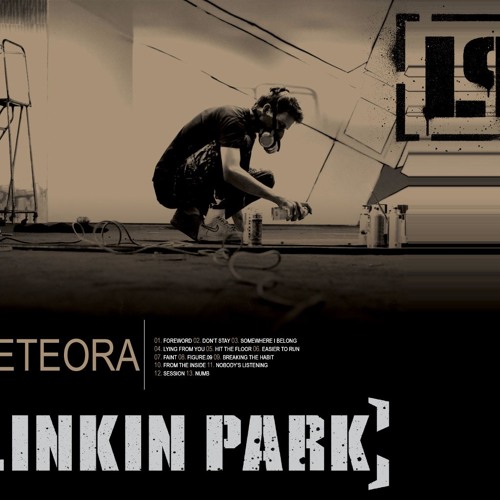 LP
ETEORA
01. FOREWORD 02. DON'T STAY 03. SOMEWHERE I BELONG
04. LYING FROM YOU 05. HIT THE FLOOR 06. EASIER TO RUN
07. FAINT 08. FIGURE.09 09. BREAKING THE HABIT
10. FROM THE INSIDE 11. NOBODY'S LISTENING
12. SESSION 13. NUMB
LINKIN PARK